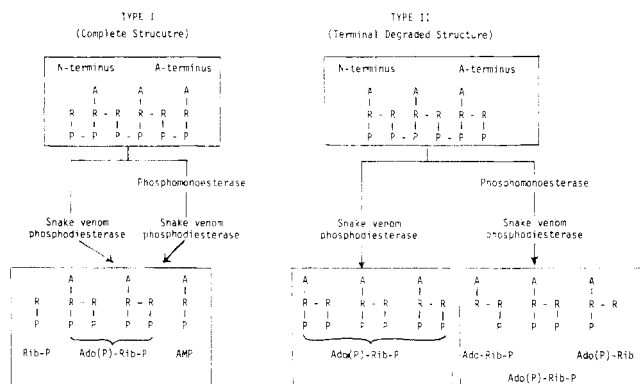 TYPE I
(Complete Strucutre)
N-terminus A-terminus
A A A
R R - R R - R R
P - P P - P P - P
Phosphomonoesterase
Snake venom phosphodiesterase
Snake venom phosphodiesterase
A A A
R R - R R - R R
P P P P P P
Rib-P Ado(P)-Rib-P AMP
TYPE II
(Terminal Degraded Structure)
N-terminus A-terminus
A A A
R - R R - R R - R
P P - P P - P P
Phosphomonoesterase
Snake venom phosphodiesterase
Snake venom phosphodiesterase
A A A
R - R R - R R - R
P P P P P P
Ado(P)-Rib-P
A A A
R - R R - R R - R
P P P P
Ado-Rib-P Ado(P)-Rib
Ado(P)-Rib-P